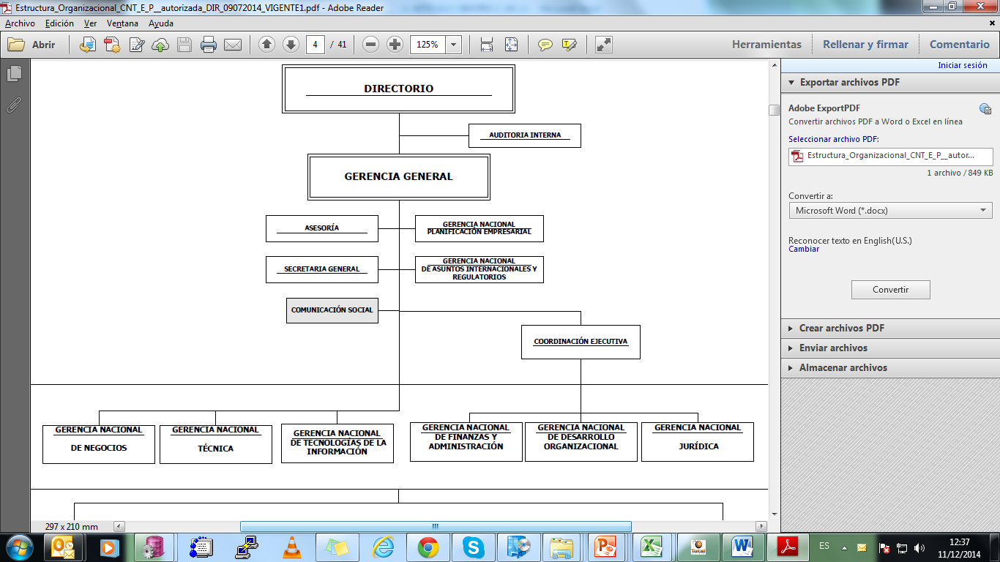 Estructura_Organizacional_CNT_E_P__autorizada_DIR_09072014_VIGENTE1.pdf - Adobe Reader
Archivo Edición Ver Ventana Ayuda
Abrir 4 / 41 125% Herramientas Rellenar y firmar Comentario
Iniciar sesión
Exportar archivos PDF
Adobe ExportPDF
Convertir archivos PDF a Word o Excel en línea
Seleccionar archivo PDF:
Estructura_Organizacional_CNT_E_P__autor...
1 archivo / 849 KB
Convertir a:
Microsoft Word (*.docx)
Reconocer texto en English(U.S.)
Cambiar
Convertir
Crear archivos PDF
Enviar archivos
Almacenar archivos
DIRECTORIO
AUDITORIA INTERNA
GERENCIA GENERAL
ASESORÍA
GERENCIA NACIONAL
PLANIFICACIÓN EMPRESARIAL
SECRETARIA GENERAL
GERENCIA NACIONAL
DE ASUNTOS INTERNACIONALES Y
REGULATORIOS
COMUNICACIÓN SOCIAL
COORDINACIÓN EJECUTIVA
GERENCIA NACIONAL
DE NEGOCIOS
GERENCIA NACIONAL
TÉCNICA
GERENCIA NACIONAL
DE TECNOLOGÍAS DE LA
INFORMACIÓN
GERENCIA NACIONAL
DE FINANZAS Y
ADMINISTRACIÓN
GERENCIA NACIONAL
DE DESARROLLO
ORGANIZACIONAL
GERENCIA NACIONAL
JURÍDICA
297 x 210 mm
ES
12:37
11/12/2014